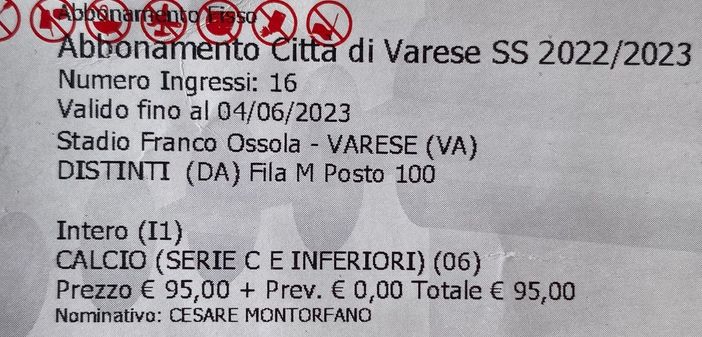 Abbonamento Fisso
Abbonamento Città di Varese SS 2022/2023
Numero Ingressi: 16
Valido fino al 04/06/2023
Stadio Franco Ossola - VARESE (VA)
DISTINTI (DA) Fila M Posto 100
Intero (I1)
CALCIO (SERIE C E INFERIORI) (06)
Prezzo € 95,00 + Prev. € 0,00 Totale € 95,00
Nominativo: CESARE MONTORFANO